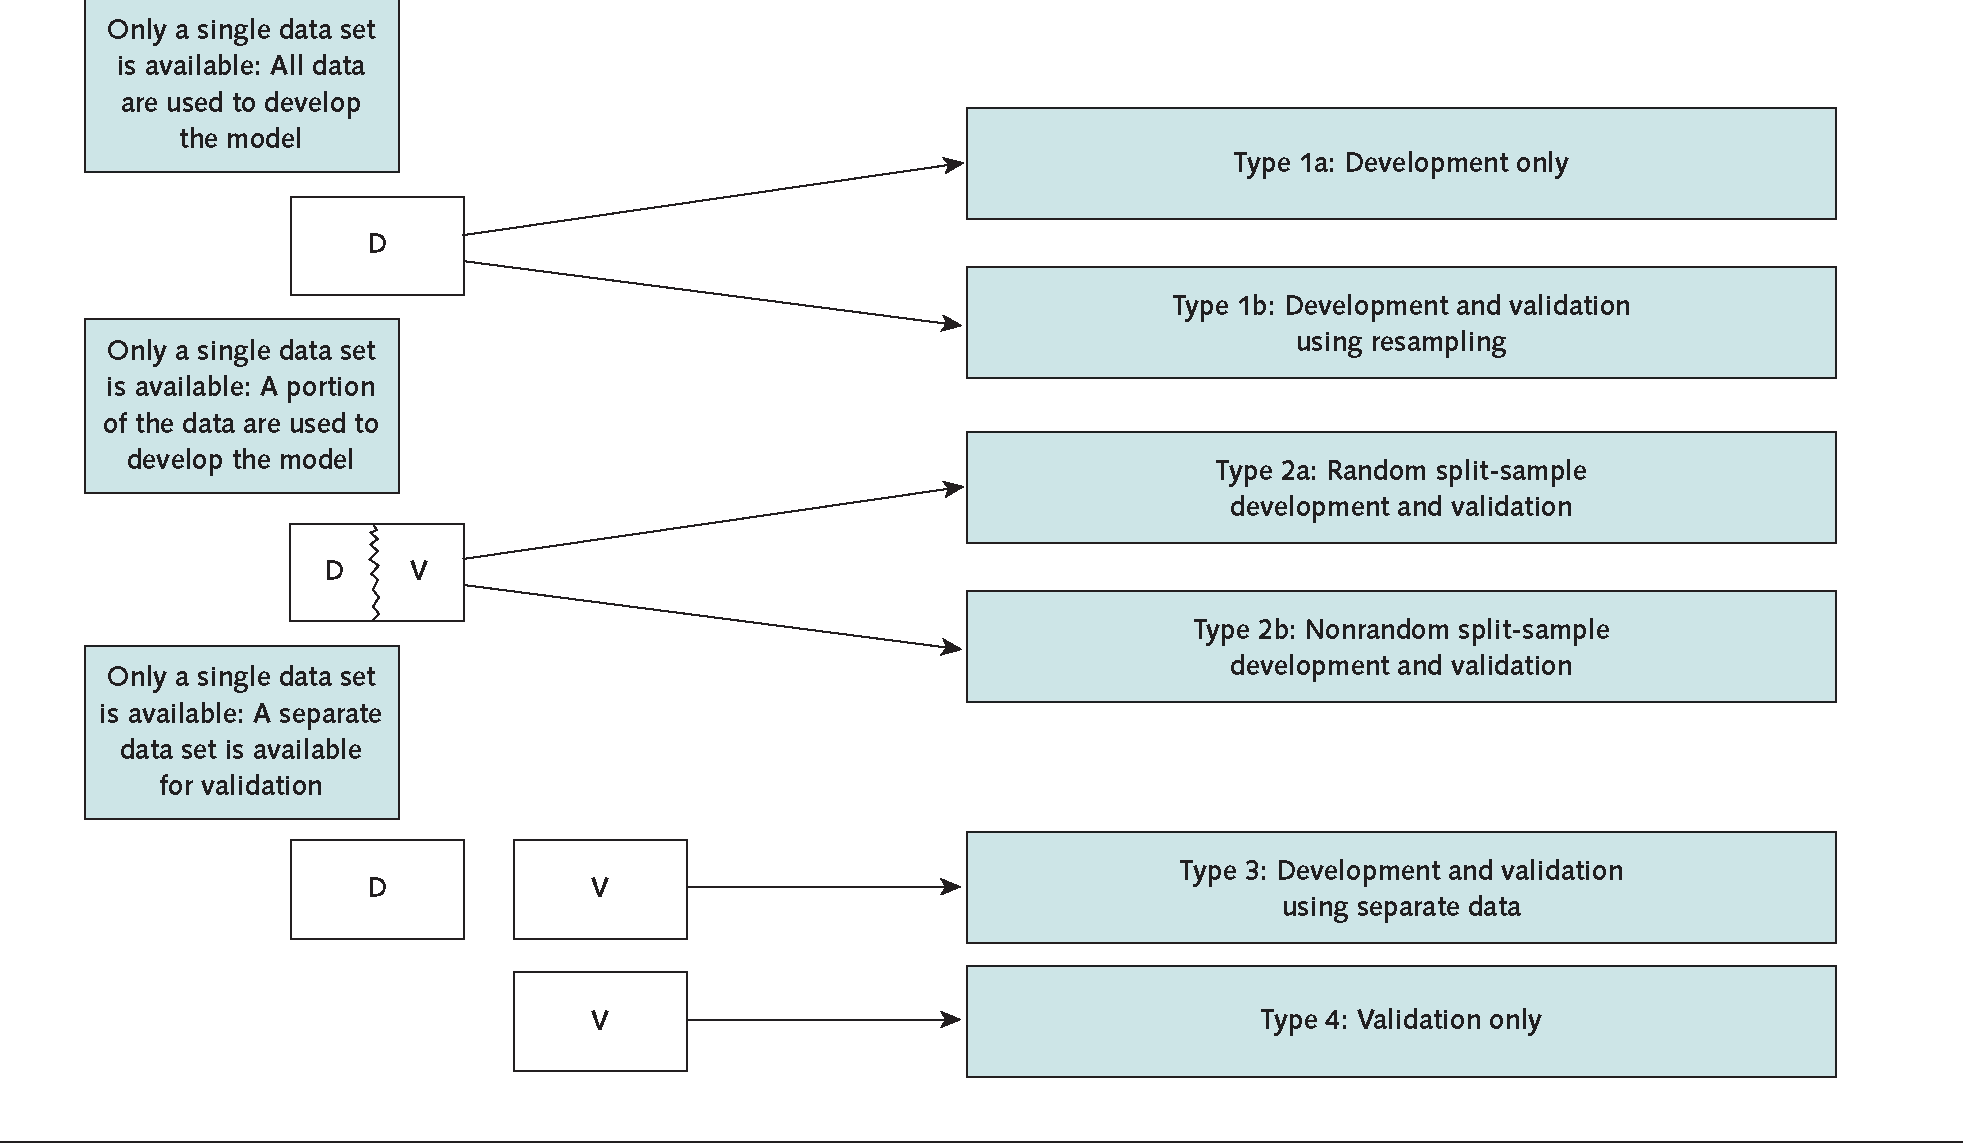 Only a single data set
is available: All data
are used to develop
the model
Type 1a: Development only
D
Type 1b: Development and validation
using resampling
Only a single data set
is available: A portion
of the data are used to
develop the model
Type 2a: Random split-sample
development and validation
D V
Type 2b: Nonrandom split-sample
development and validation
Only a single data set
is available: A separate
data set is available
for validation
D V
Type 3: Development and validation
using separate data
V
Type 4: Validation only